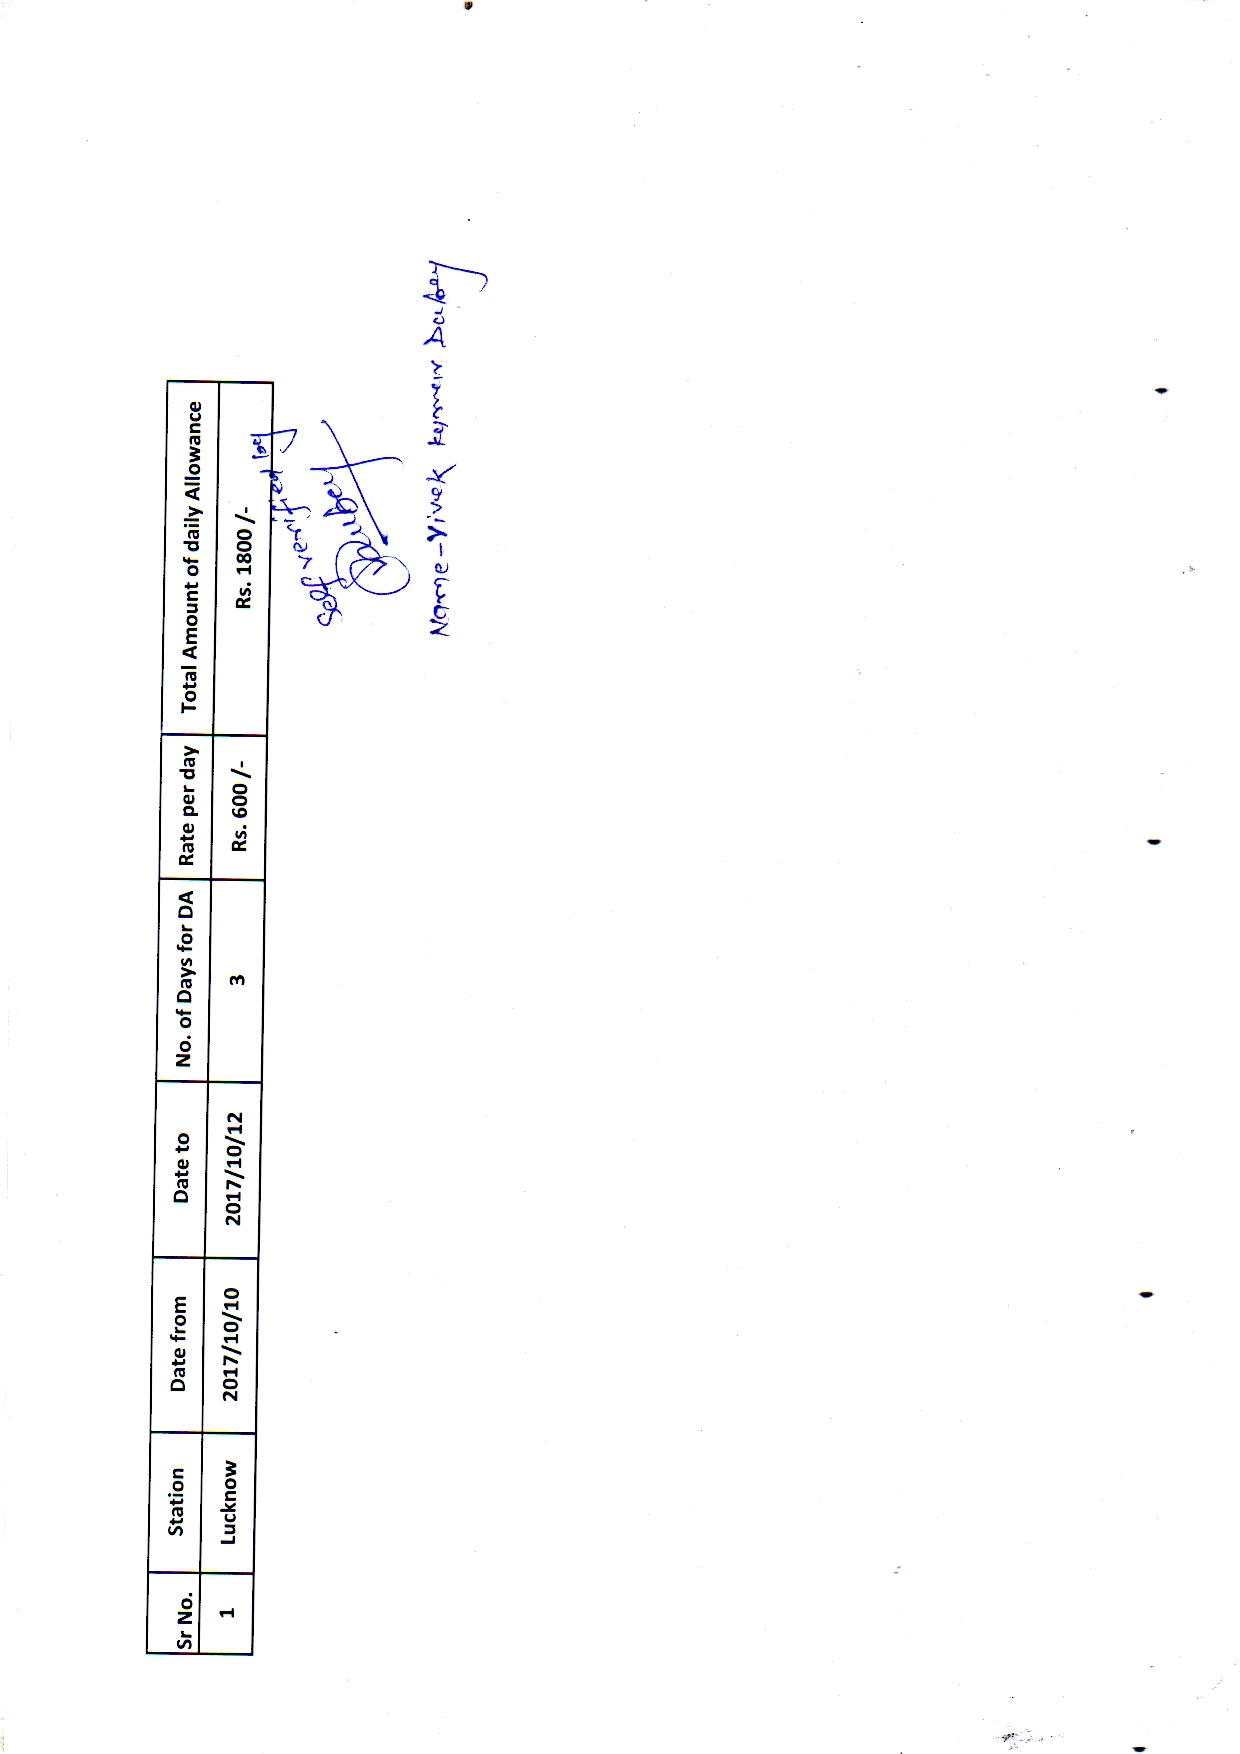 Sr No. Station Date from Date to No. of Days for DA Rate per day Total Amount of daily Allowance
1 Lucknow 2017/10/10 2017/10/12 3 Rs. 600 /- Rs. 1800 /-
Self verified by
Dubey
Name-Vivek kumar Dubey